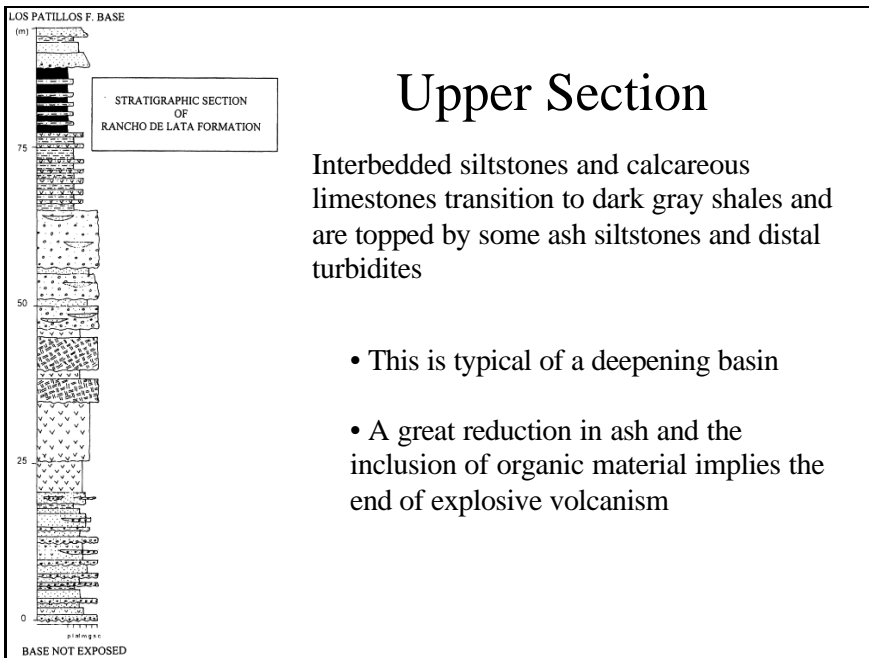 LOS PATILLOS F. BASE
(m)
STRATIGRAPHIC SECTION
OF
RANCHO DE LATA FORMATION
75
50
25
0
BASE NOT EXPOSED
Upper Section
Interbedded siltstones and calcareous
limestones transition to dark gray shales and
are topped by some ash siltstones and distal
turbidites
• This is typical of a deepening basin
• A great reduction in ash and the
inclusion of organic material implies the
end of explosive volcanism